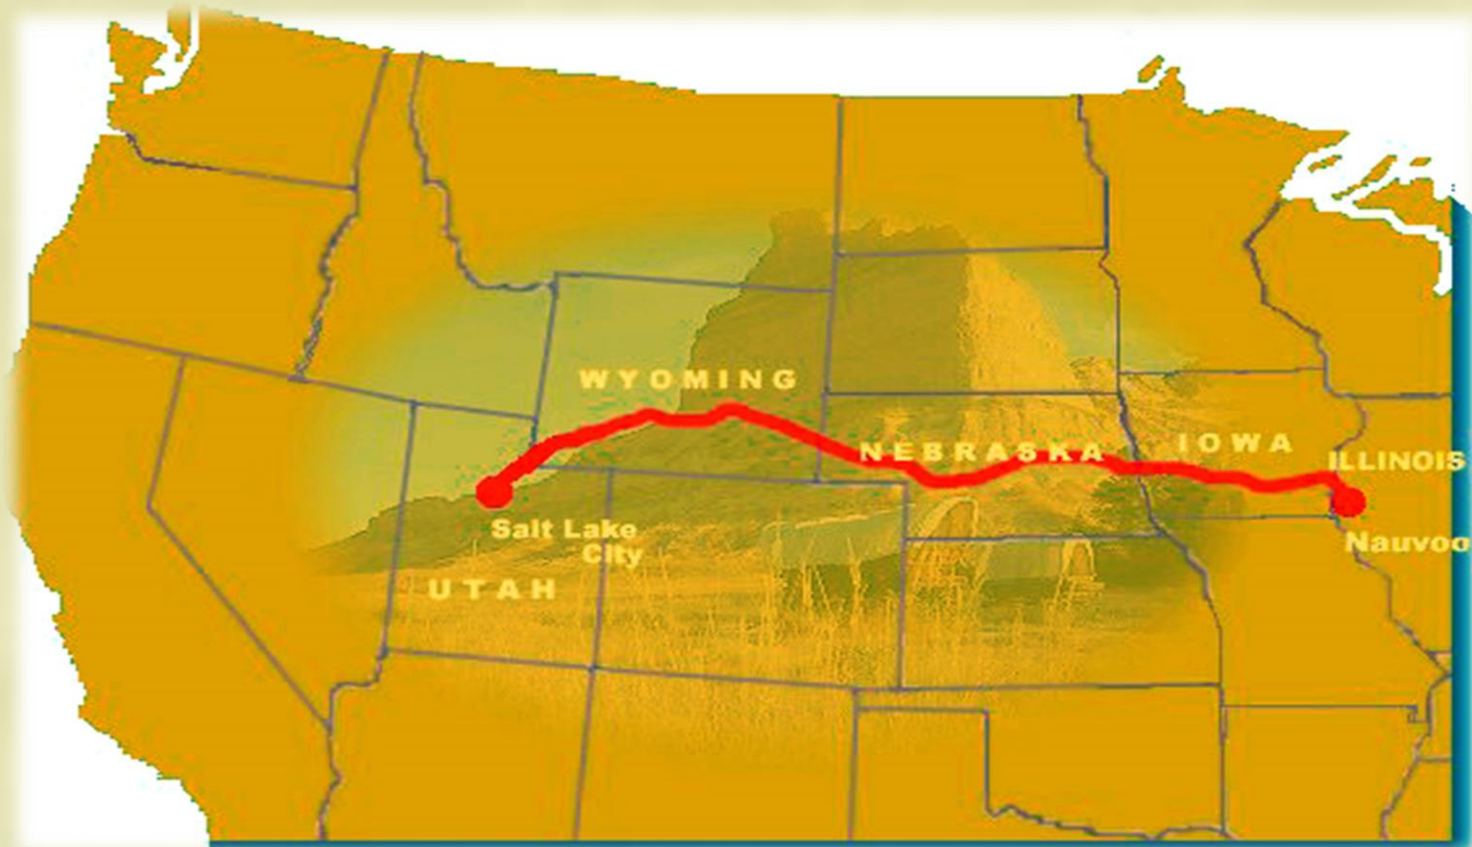 WYOMING
NEBRASKA
IOWA
ILLINOIS
Salt Lake
City
Nauvoo
UTAH